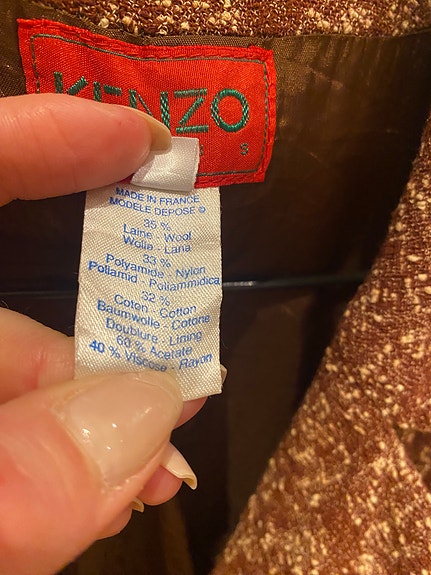 KENZO
3
MADE IN FRANCE
MODELE DEPOSE ©
35 %
Laine - Wool
Wolle - Lana
33 %
Polyamide - Nylon
Poliamid - Poliammidica
32 %
Coton - Cotton
Baumwolle - Cotone
Doublure - Lining
60 % Acetate
40 % Viscose - Rayon